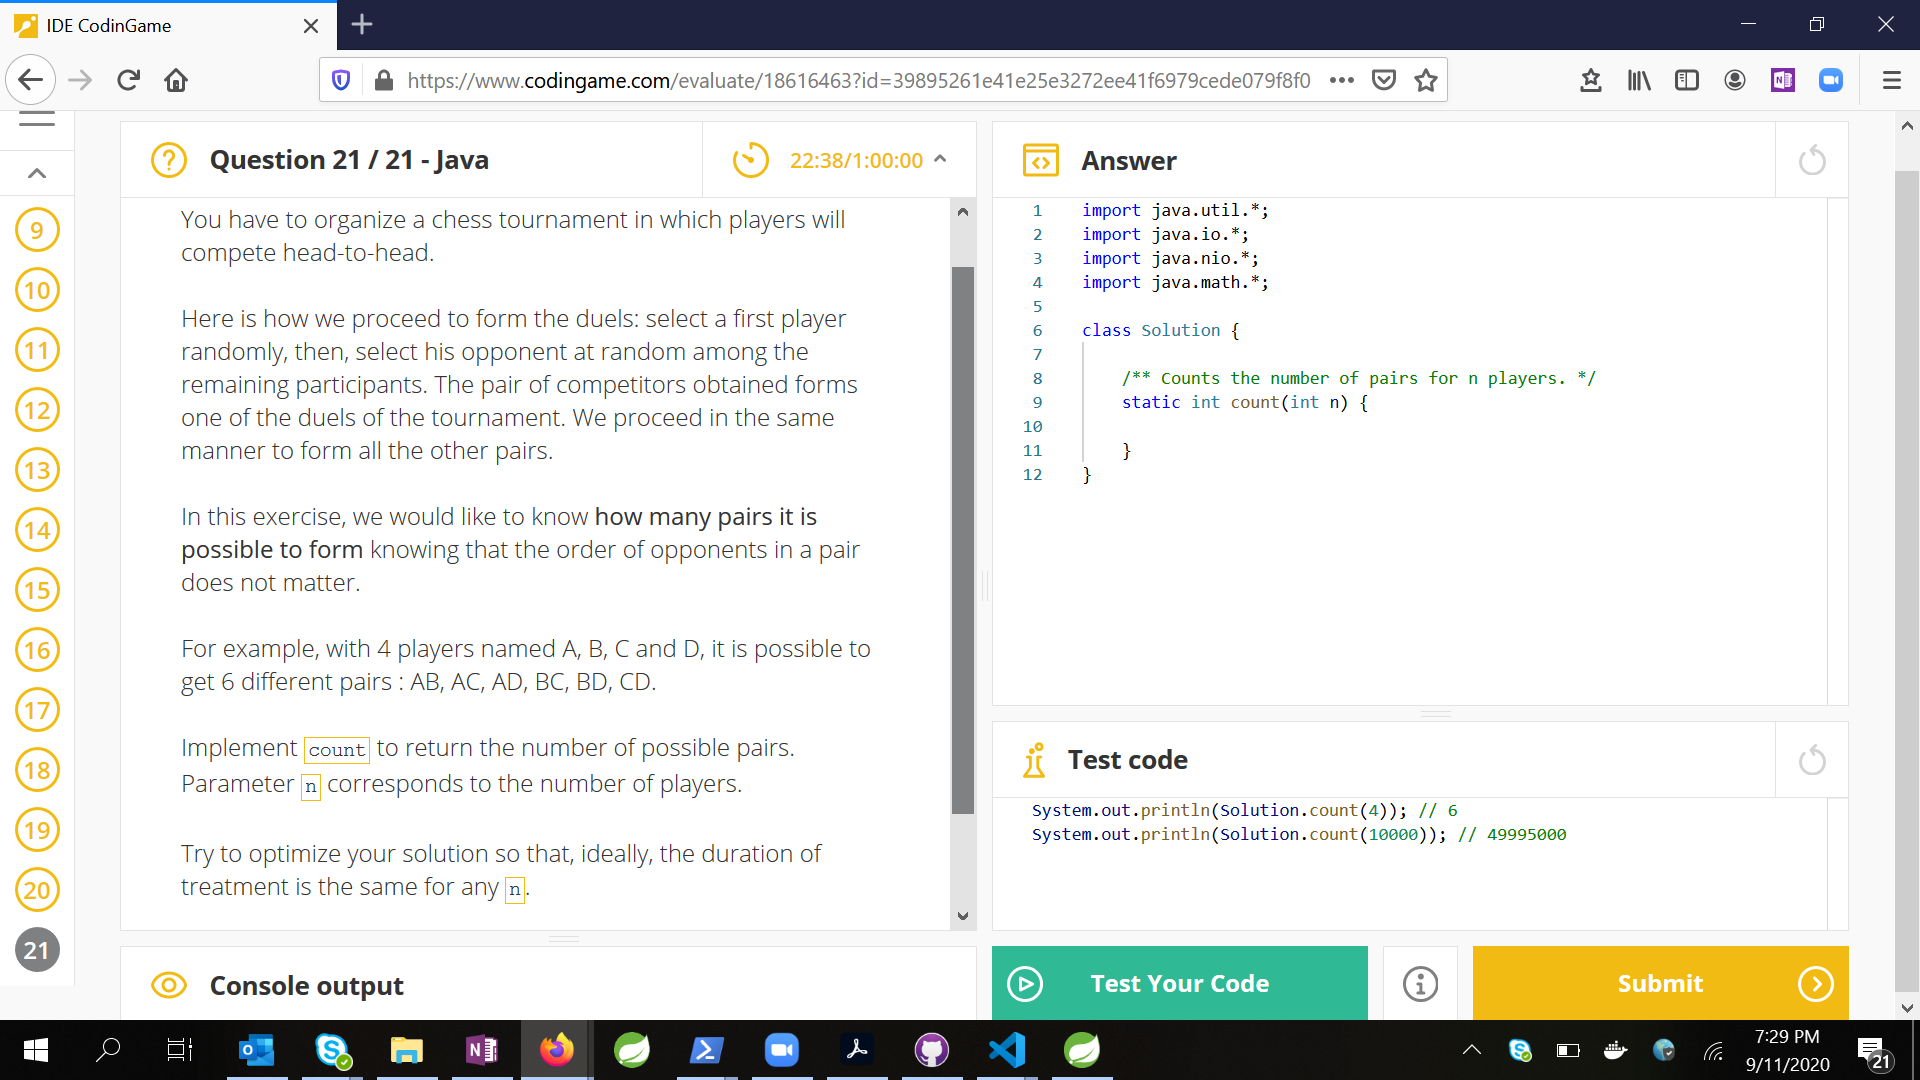 IDE CodinGame
https://www.codingame.com/evaluate/18616463?id=39895261e41e25e3272ee41f6979cede079f8f0
9
10
11
12
13
14
15
16
17
18
19
20
21
Question 21 / 21 - Java
22:38/1:00:00
You have to organize a chess tournament in which players will
compete head-to-head.
Here is how we proceed to form the duels: select a first player
randomly, then, select his opponent at random among the
remaining participants. The pair of competitors obtained forms
one of the duels of the tournament. We proceed in the same
manner to form all the other pairs.
In this exercise, we would like to know how many pairs it is
possible to form knowing that the order of opponents in a pair
does not matter.
For example, with 4 players named A, B, C and D, it is possible to
get 6 different pairs : AB, AC, AD, BC, BD, CD.
Implement count to return the number of possible pairs.
Parameter n corresponds to the number of players.
Try to optimize your solution so that, ideally, the duration of
treatment is the same for any n.
Console output
Answer
1 import java.util.*;
2 import java.io.*;
3 import java.nio.*;
4 import java.math.*;
5
6 class Solution {
7
8 /** Counts the number of pairs for n players. */
9 static int count(int n) {
10
11 }
12 }
Test code
System.out.println(Solution.count(4)); // 6
System.out.println(Solution.count(10000)); // 49995000
Test Your Code
Submit
7:29 PM
9/11/2020
21